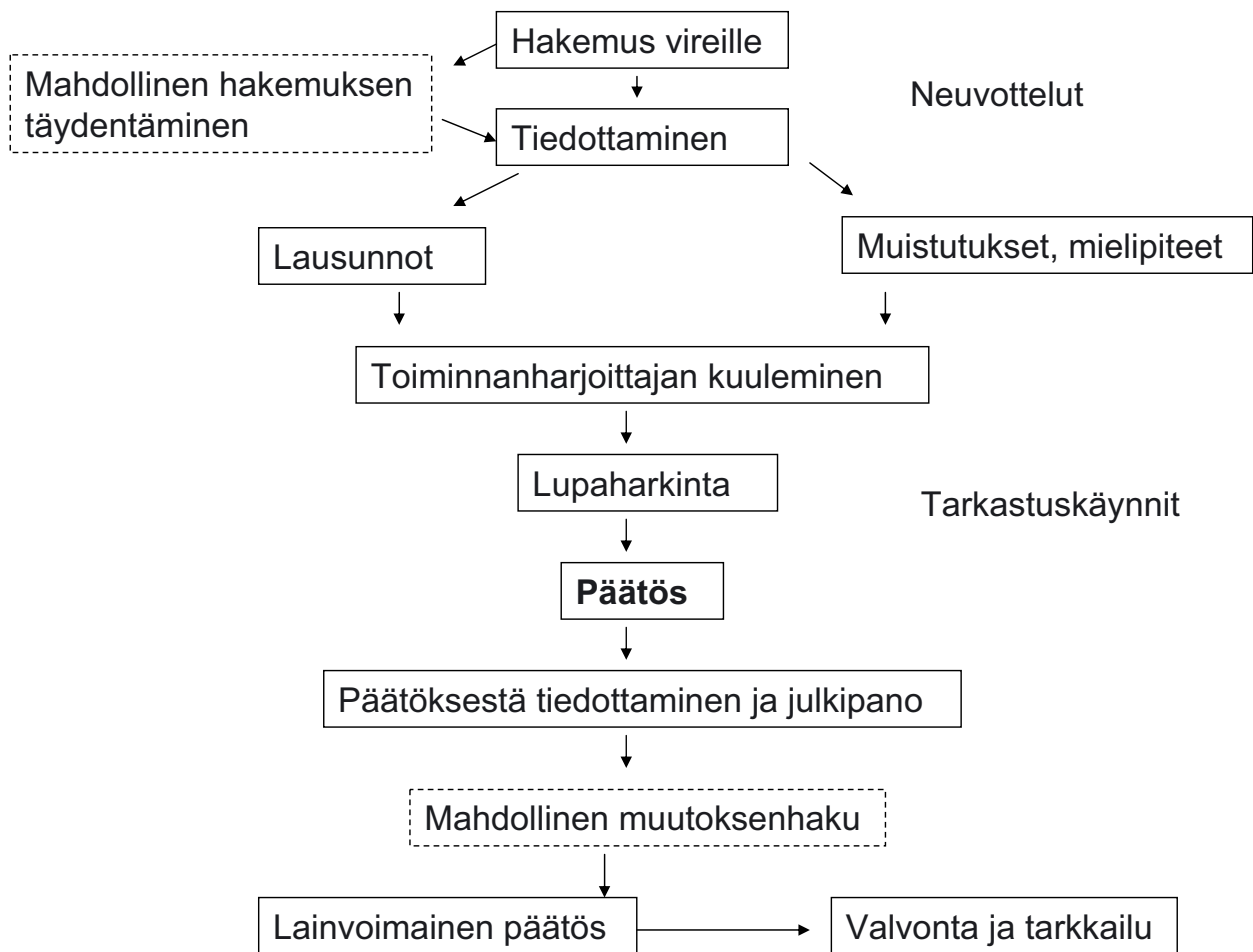 Hakemus vireille
Mahdollinen hakemuksen
täydentäminen
Neuvottelut
Tiedottaminen
Lausunnot
Muistutukset, mielipiteet
Toiminnanharjoittajan kuuleminen
Lupaharkinta
Tarkastuskäynnit
Päätös
Päätöksestä tiedottaminen ja julkipano
Mahdollinen muutoksenhaku
Lainvoimainen päätös
Valvonta ja tarkkailu